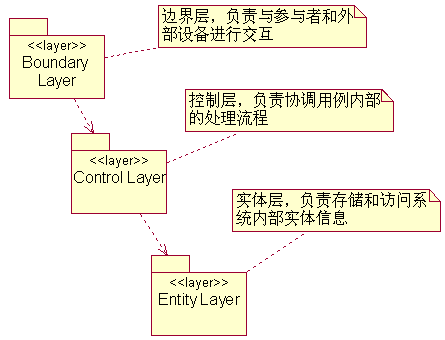 <<layer>>
Boundary
Layer
边界层，负责与参与者和外
部设备进行交互
<<layer>>
Control Layer
控制层，负责协调用例内部
的处理流程
<<layer>>
Entity Layer
实体层，负责存储和访问系
统内部实体信息